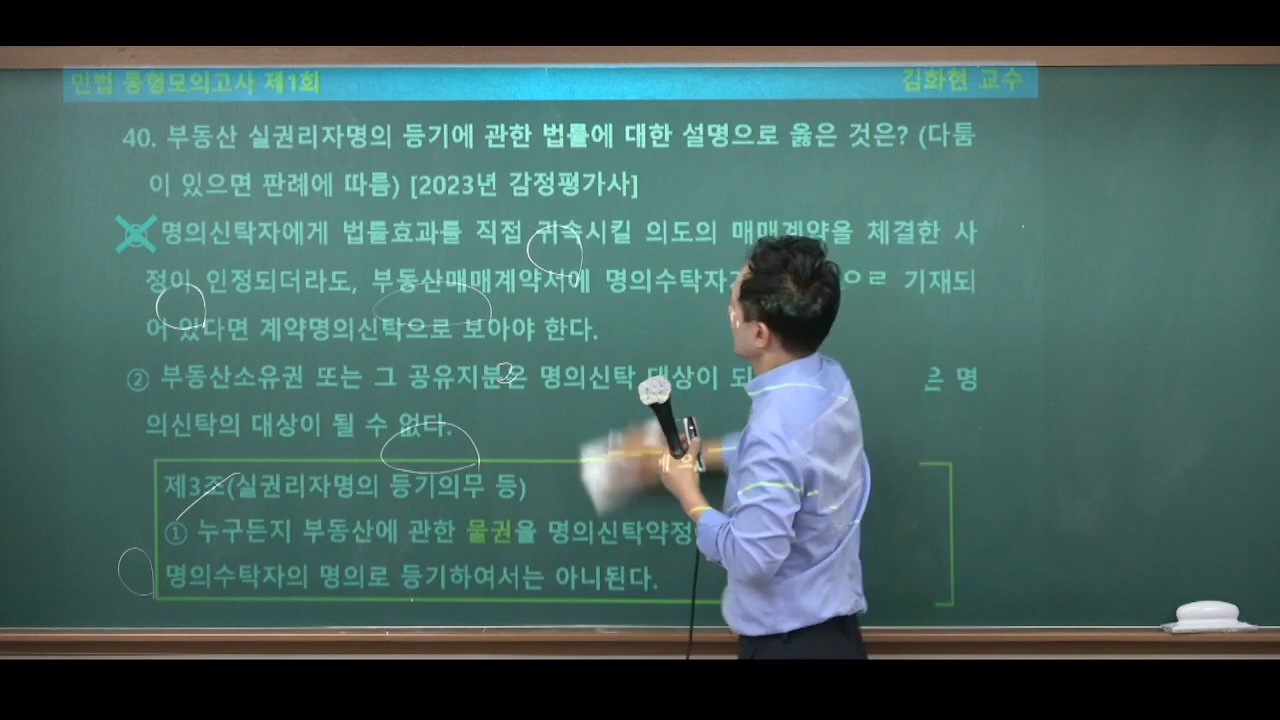 민법 동형모의고사 제1회 김화현 교수
40. 부동산 실권리자명의 등기에 관한 법률에 대한 설명으로 옳은 것은? (다툼
이 있으면 판례에 따름) [2023년 감정평가사]
명의신탁자에게 법률효과를 직접 귀속시킬 의도의 매매계약을 체결한 사
정이 인정되더라도, 부동산매매계약서에 명의수탁자가 으로 기재되
어 있다면 계약명의신탁으로 보아야 한다.
② 부동산소유권 또는 그 공유지분은 명의신탁 대상이 되 은 명
의신탁의 대상이 될 수 없다.
제3조(실권리자명의 등기의무 등)
① 누구든지 부동산에 관한 물권을 명의신탁약정
명의수탁자의 명의로 등기하여서는 아니된다.